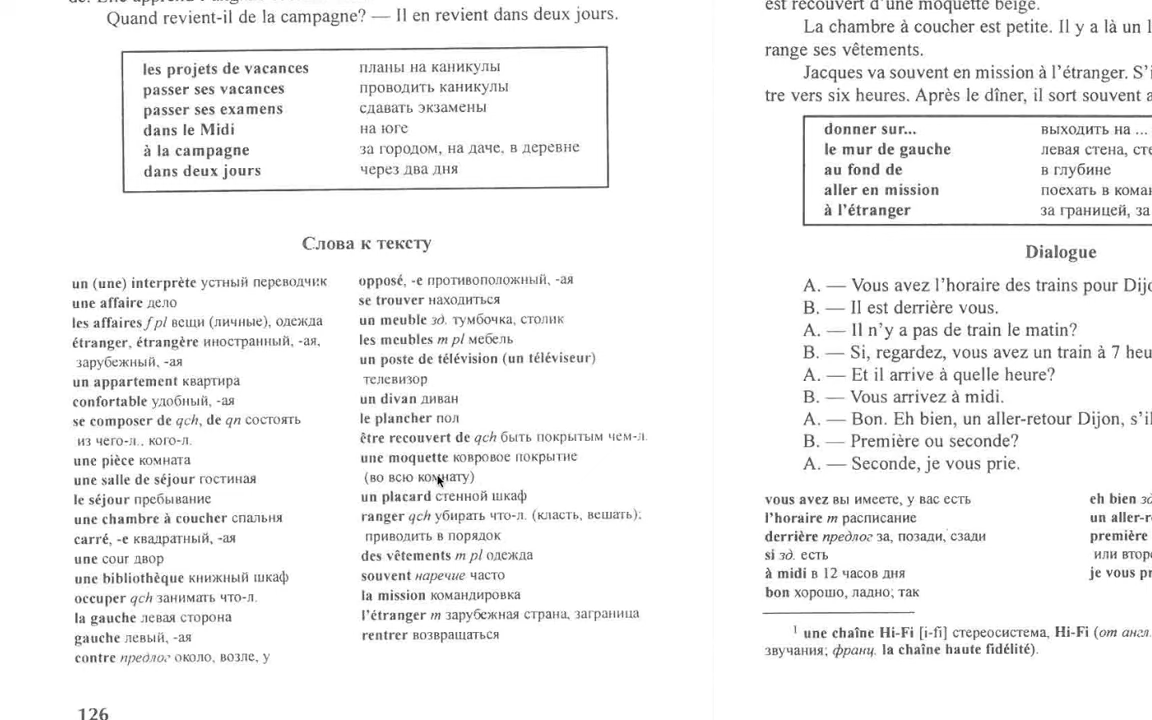 Quand revient-il de la campagne? — Il en revient dans deux jours.
les projets de vacances планы на каникулы
passer ses vacances проводить каникулы
passer ses examens сдавать экзамены
dans le Midi на юге
à la campagne за городом, на даче, в деревне
dans deux jours через два дня
Слова к тексту
un (une) interprète устный переводчик
une affaire дело
les affaires f pl вещи (личные), одежда
étranger, étrangère иностранный, -ая,
зарубежный, -ая
un appartement квартира
confortable удобный, -ая
se composer de qch, de qn состоять
из чего-л., кого-л.
une pièce комната
une salle de séjour гостиная
le séjour пребывание
une chambre à coucher спальня
carré, -e квадратный, -ая
une cour двор
une bibliothèque книжный шкаф
occuper qch занимать что-л.
la gauche левая сторона
gauche левый, -ая
contre предлог около, возле, у
opposé, -e противоположный, -ая
se trouver находиться
un meuble зд. тумбочка, столик
les meubles m pl мебель
un poste de télévision (un téléviseur)
телевизор
un divan диван
le plancher пол
être recouvert de qch быть покрытым чем-л.
une moquette ковровое покрытие
(во всю комнату)
un placard стенной шкаф
ranger qch убирать что-л. (класть, вешать);
приводить в порядок
des vêtements m pl одежда
souvent наречие часто
la mission командировка
l'étranger m зарубежная страна, заграница
rentrer возвращаться
126
est recouvert d'une moquette beige.
La chambre à coucher est petite. Il y a là un l
range ses vêtements.
Jacques va souvent en mission à l'étranger. S'i
tre vers six heures. Après le dîner, il sort souvent a
donner sur... выходить на ...
le mur de gauche левая стена, сте
au fond de в глубине
aller en mission поехать в кома
à l'étranger за границей, за
Dialogue
A. — Vous avez l'horaire des trains pour Dijo
B. — Il est derrière vous.
A. — Il n'y a pas de train le matin?
B. — Si, regardez, vous avez un train à 7 heu
A. — Et il arrive à quelle heure?
B. — Vous arrivez à midi.
A. — Bon. Eh bien, un aller-retour Dijon, s'il
B. — Première ou seconde?
A. — Seconde, je vous prie.
vous avez вы имеете, у вас есть
l'horaire m расписание
derrière предлог за, позади, сзади
si зд. есть
à midi в 12 часов дня
bon хорошо, ладно; так
eh bien зд
un aller-r
première
или второ
je vous pr
1 une chaîne Hi-Fi [i-fi] стереосистема, Hi-Fi (от англ.
звучания; франц. la chaîne haute fidélité).